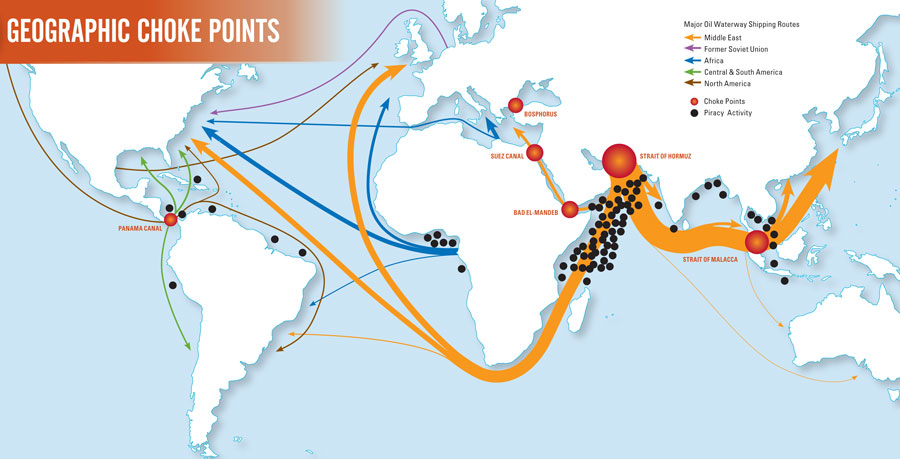 GEOGRAPHIC CHOKE POINTS
Major Oil Waterway Shipping Routes
Middle East
Former Soviet Union
Africa
Central & South America
North America
Choke Points
Piracy Activity
BOSPHORUS
SUEZ CANAL
STRAIT OF HORMUZ
BAD EL-MANDEB
PANAMA CANAL
STRAIT OF MALACCA